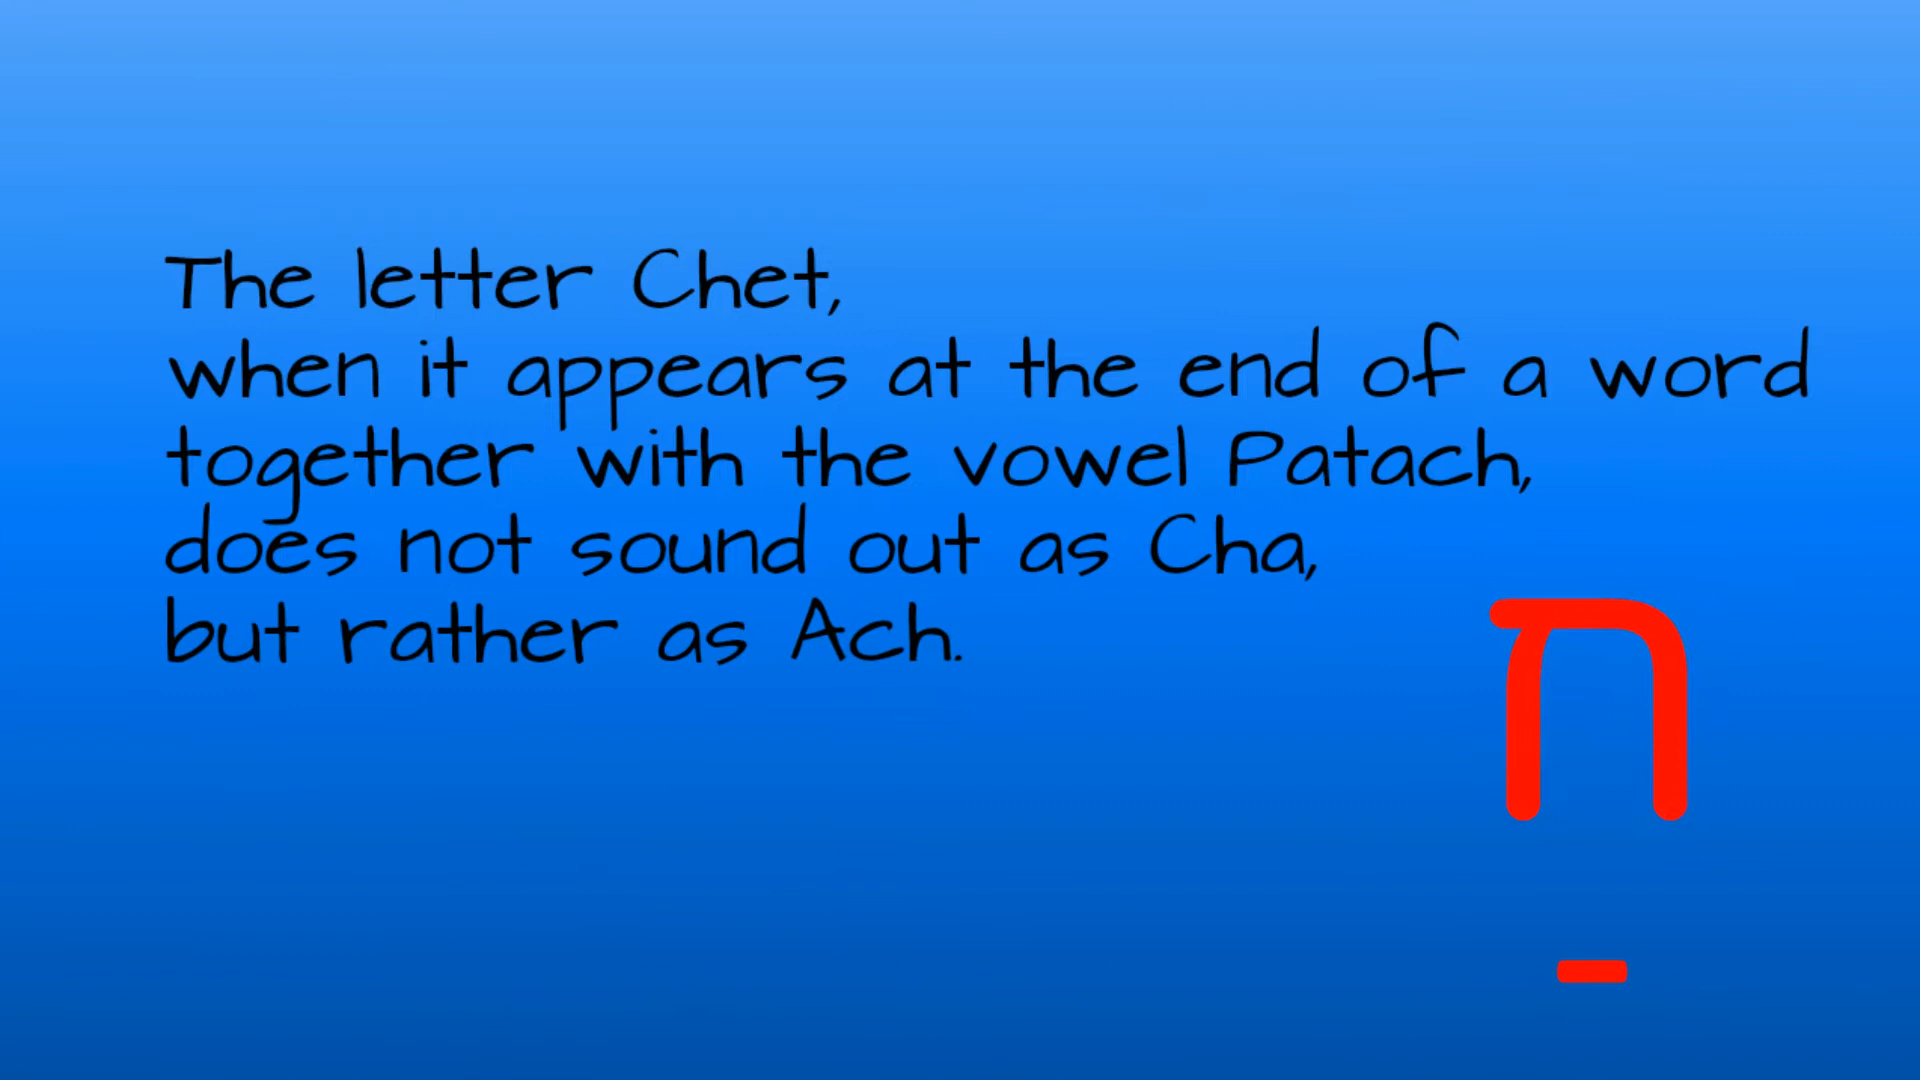 The letter Chet,
when it appears at the end of a word
together with the vowel Patach,
does not sound out as Cha,
but rather as Ach.
חַ